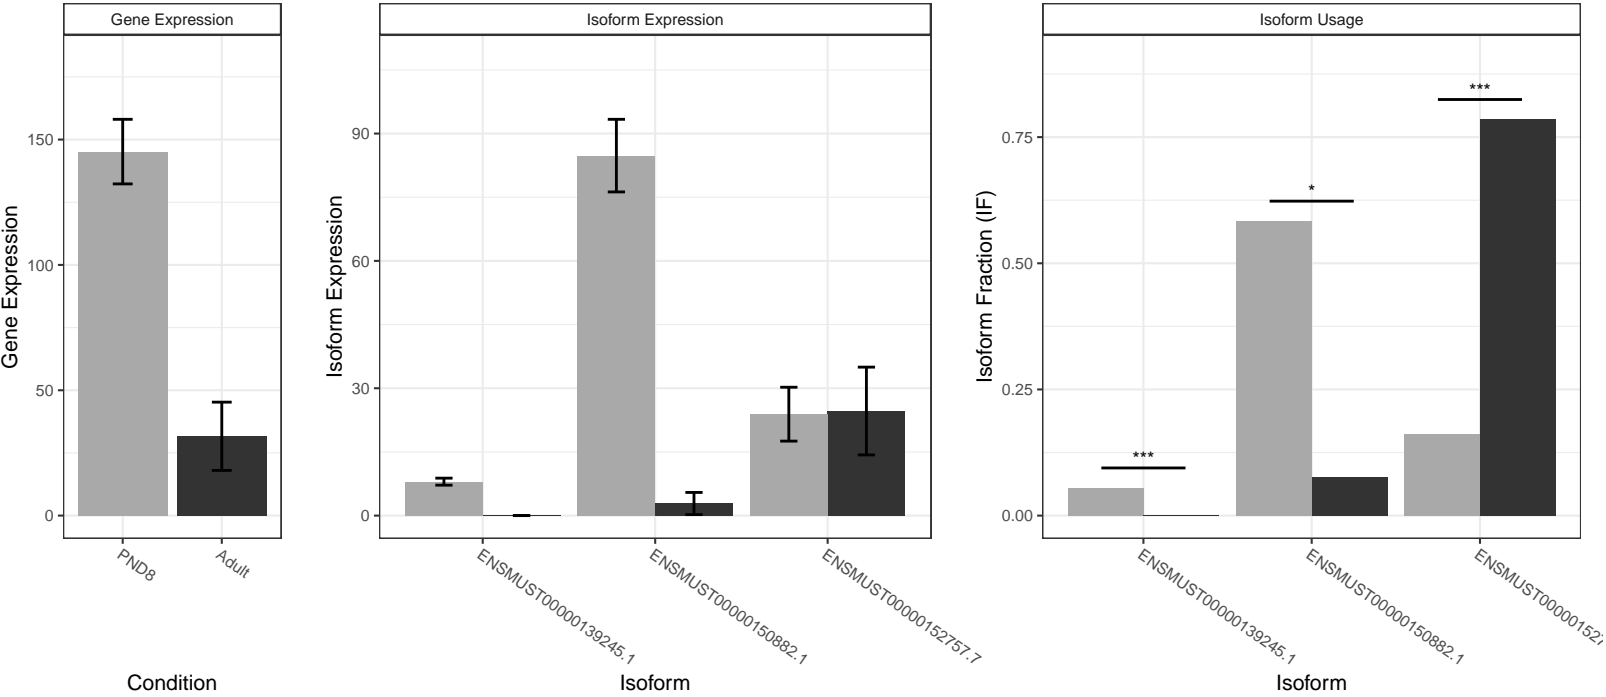 Gene Expression
Isoform Expression
Isoform Usage
Gene Expression
150
100
50
0
PND8
Adult
Condition
Isoform Expression
90
60
30
0
ENSMUST00000139245.1
ENSMUST00000150882.1
ENSMUST00000152757.7
Isoform
Isoform Fraction (IF)
0.75
0.50
0.25
0.00
***
*
***
ENSMUST00000139245.1
ENSMUST00000150882.1
ENSMUST00000152
Isoform